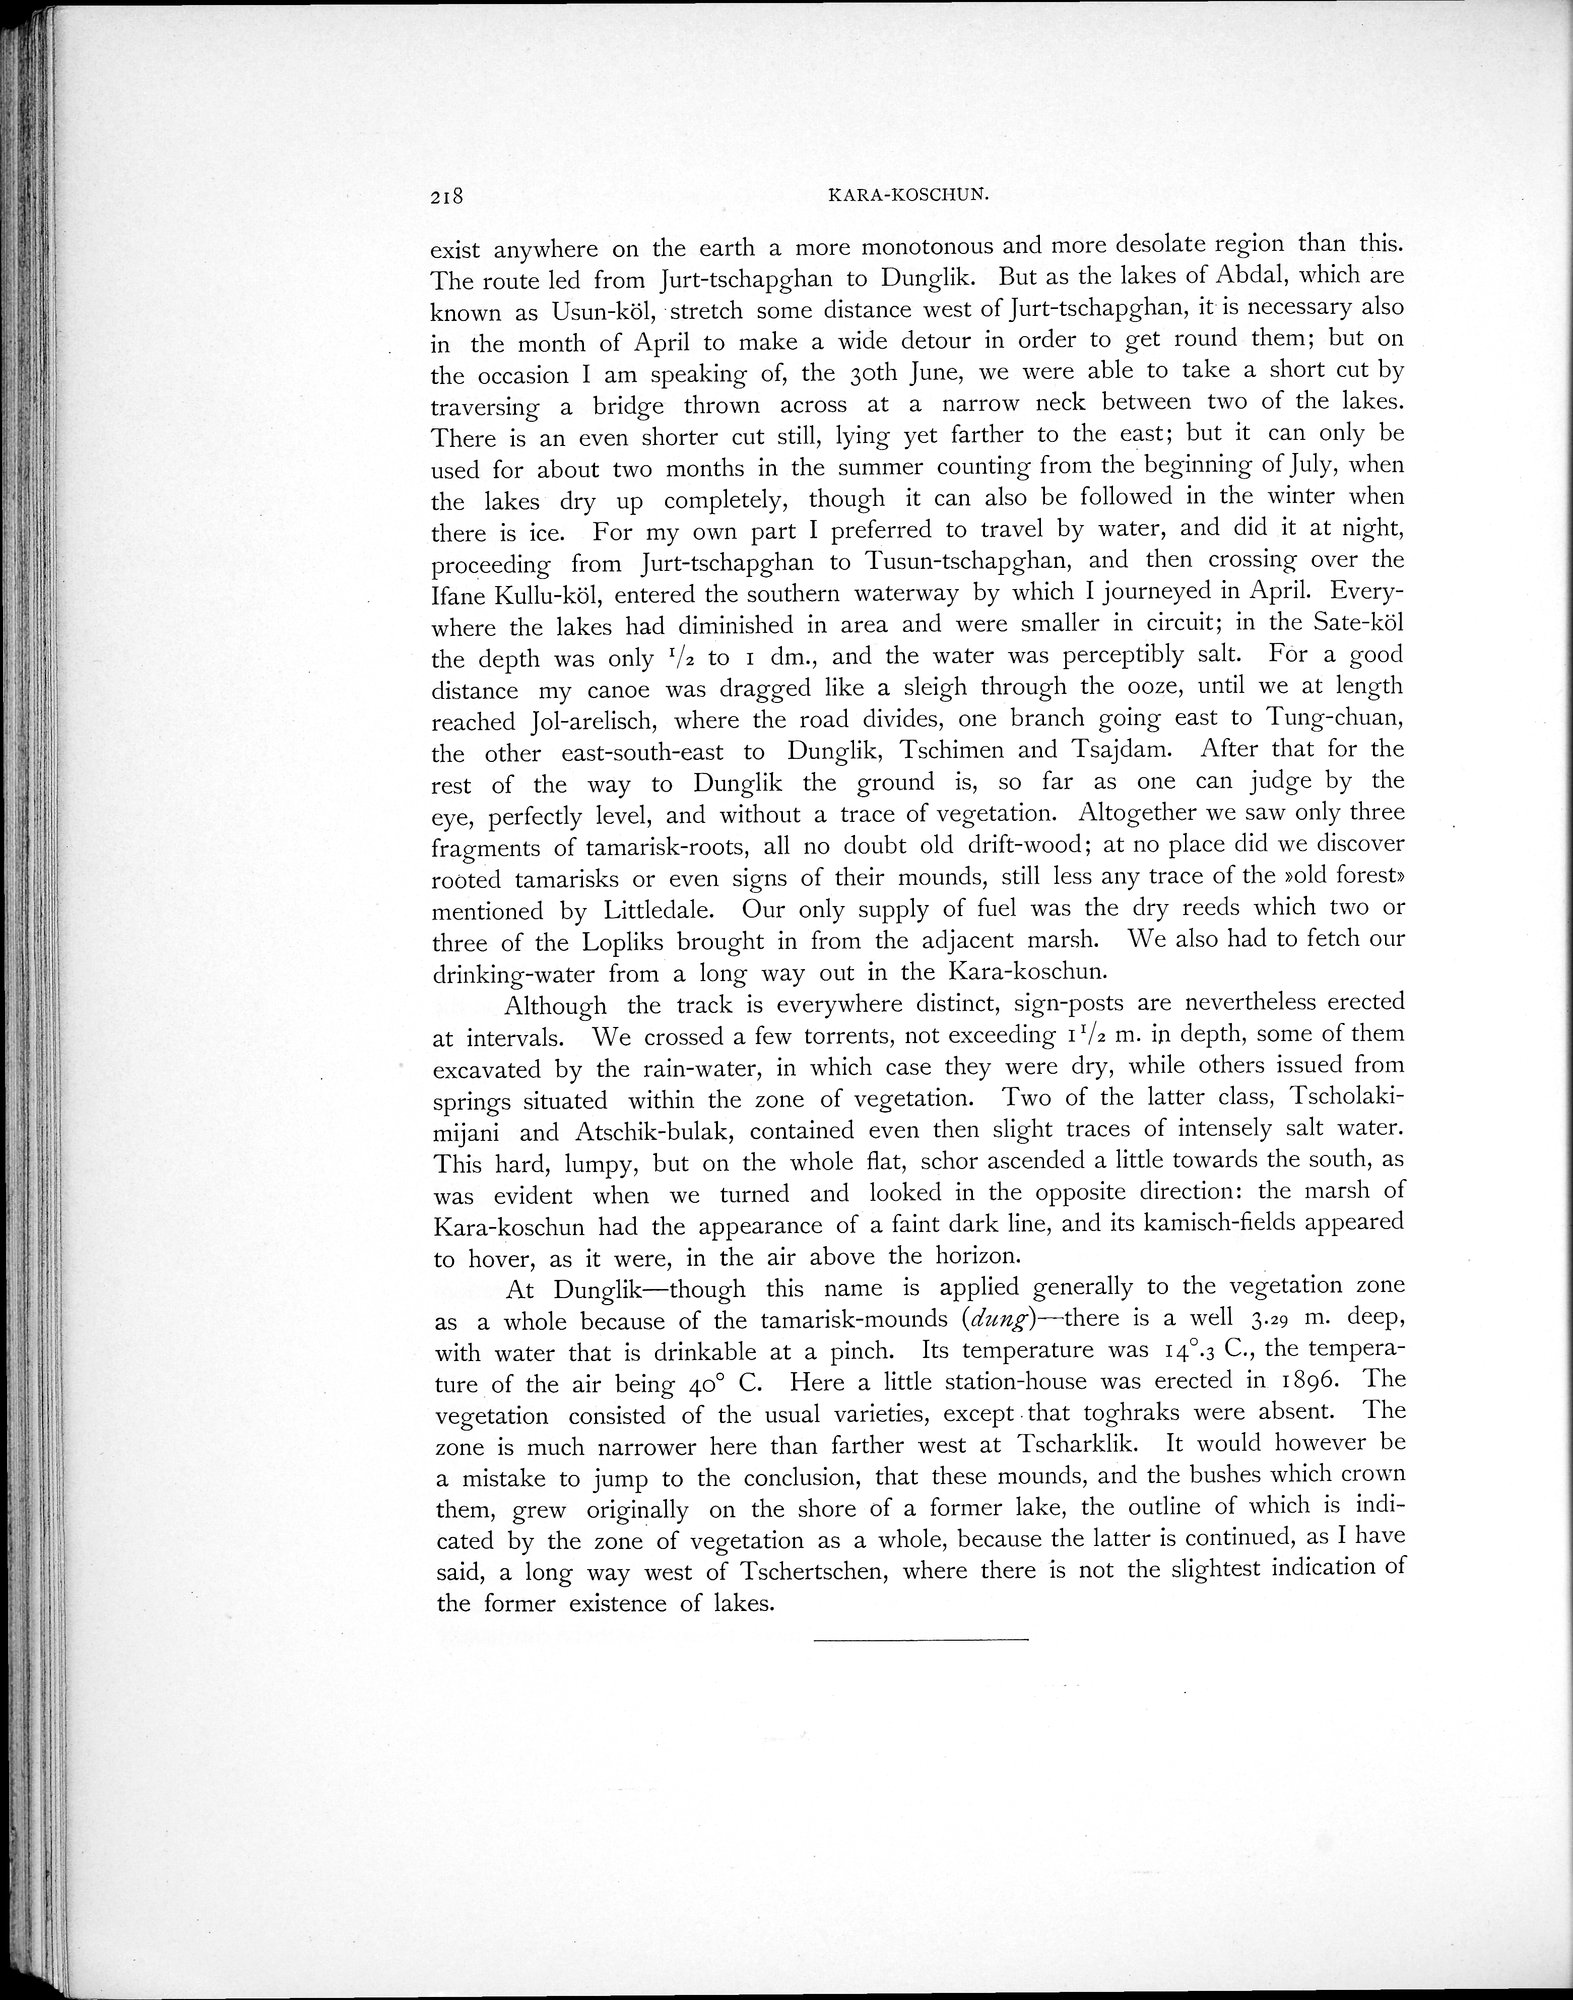 218 KARA-KOSCHUN.
exist anywhere on the earth a more monotonous and more desolate region than this.
The route led from Jurt-tschapghan to Dunglik. But as the lakes of Abdal, which are
known as Usun-köl, stretch some distance west of Jurt-tschapghan, it is necessary also
in the month of April to make a wide detour in order to get round them; but on
the occasion I am speaking of, the 30th June, we were able to take a short cut by
traversing a bridge thrown across at a narrow neck between two of the lakes.
There is an even shorter cut still, lying yet farther to the east; but it can only be
used for about two months in the summer counting from the beginning of July, when
the lakes dry up completely, though it can also be followed in the winter when
there is ice. For my own part I preferred to travel by water, and did it at night,
proceeding from Jurt-tschapghan to Tusun-tschapghan, and then crossing over the
Ifane Kullu-köl, entered the southern waterway by which I journeyed in April. Every-
where the lakes had diminished in area and were smaller in circuit; in the Sate-köl
the depth was only 1/2 to 1 dm., and the water was perceptibly salt. For a good
distance my canoe was dragged like a sleigh through the ooze, until we at length
reached Jol-arelisch, where the road divides, one branch going east to Tung-chuan,
the other east-south-east to Dunglik, Tschimen and Tsajdam. After that for the
rest of the way to Dunglik the ground is, so far as one can judge by the
eye, perfectly level, and without a trace of vegetation. Altogether we saw only three
fragments of tamarisk-roots, all no doubt old drift-wood; at no place did we discover
rooted tamarisks or even signs of their mounds, still less any trace of the »old forest»
mentioned by Littledale. Our only supply of fuel was the dry reeds which two or
three of the Lopliks brought in from the adjacent marsh. We also had to fetch our
drinking-water from a long way out in the Kara-koschun.
Although the track is everywhere distinct, sign-posts are nevertheless erected
at intervals. We crossed a few torrents, not exceeding 1 1/2 m. in depth, some of them
excavated by the rain-water, in which case they were dry, while others issued from
springs situated within the zone of vegetation. Two of the latter class, Tscholaki-
mijani and Atschik-bulak, contained even then slight traces of intensely salt water.
This hard, lumpy, but on the whole flat, schor ascended a little towards the south, as
was evident when we turned and looked in the opposite direction: the marsh of
Kara-koschun had the appearance of a faint dark line, and its kamisch-fields appeared
to hover, as it were, in the air above the horizon.
At Dunglik—though this name is applied generally to the vegetation zone
as a whole because of the tamarisk-mounds (dung)—there is a well 3.29 m. deep,
with water that is drinkable at a pinch. Its temperature was 14°.3 C., the tempera-
ture of the air being 40° C. Here a little station-house was erected in 1896. The
vegetation consisted of the usual varieties, except that toghraks were absent. The
zone is much narrower here than farther west at Tscharklik. It would however be
a mistake to jump to the conclusion, that these mounds, and the bushes which crown
them, grew originally on the shore of a former lake, the outline of which is indi-
cated by the zone of vegetation as a whole, because the latter is continued, as I have
said, a long way west of Tschertschen, where there is not the slightest indication of
the former existence of lakes.